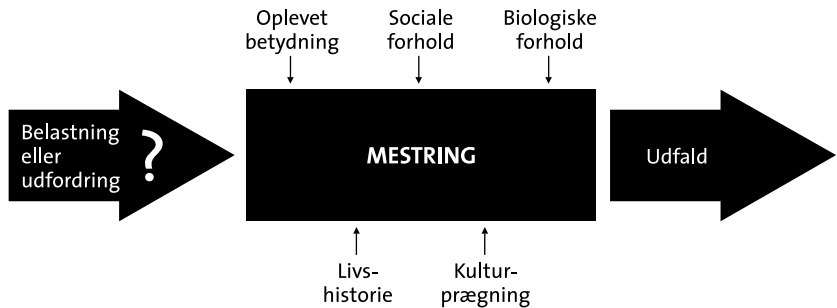 Oplevet
betydning
Sociale
forhold
Biologiske
forhold
Belastning
eller
udfordring
?
MESTRING
Udfald
Livs-
historie
Kultur-
prægning